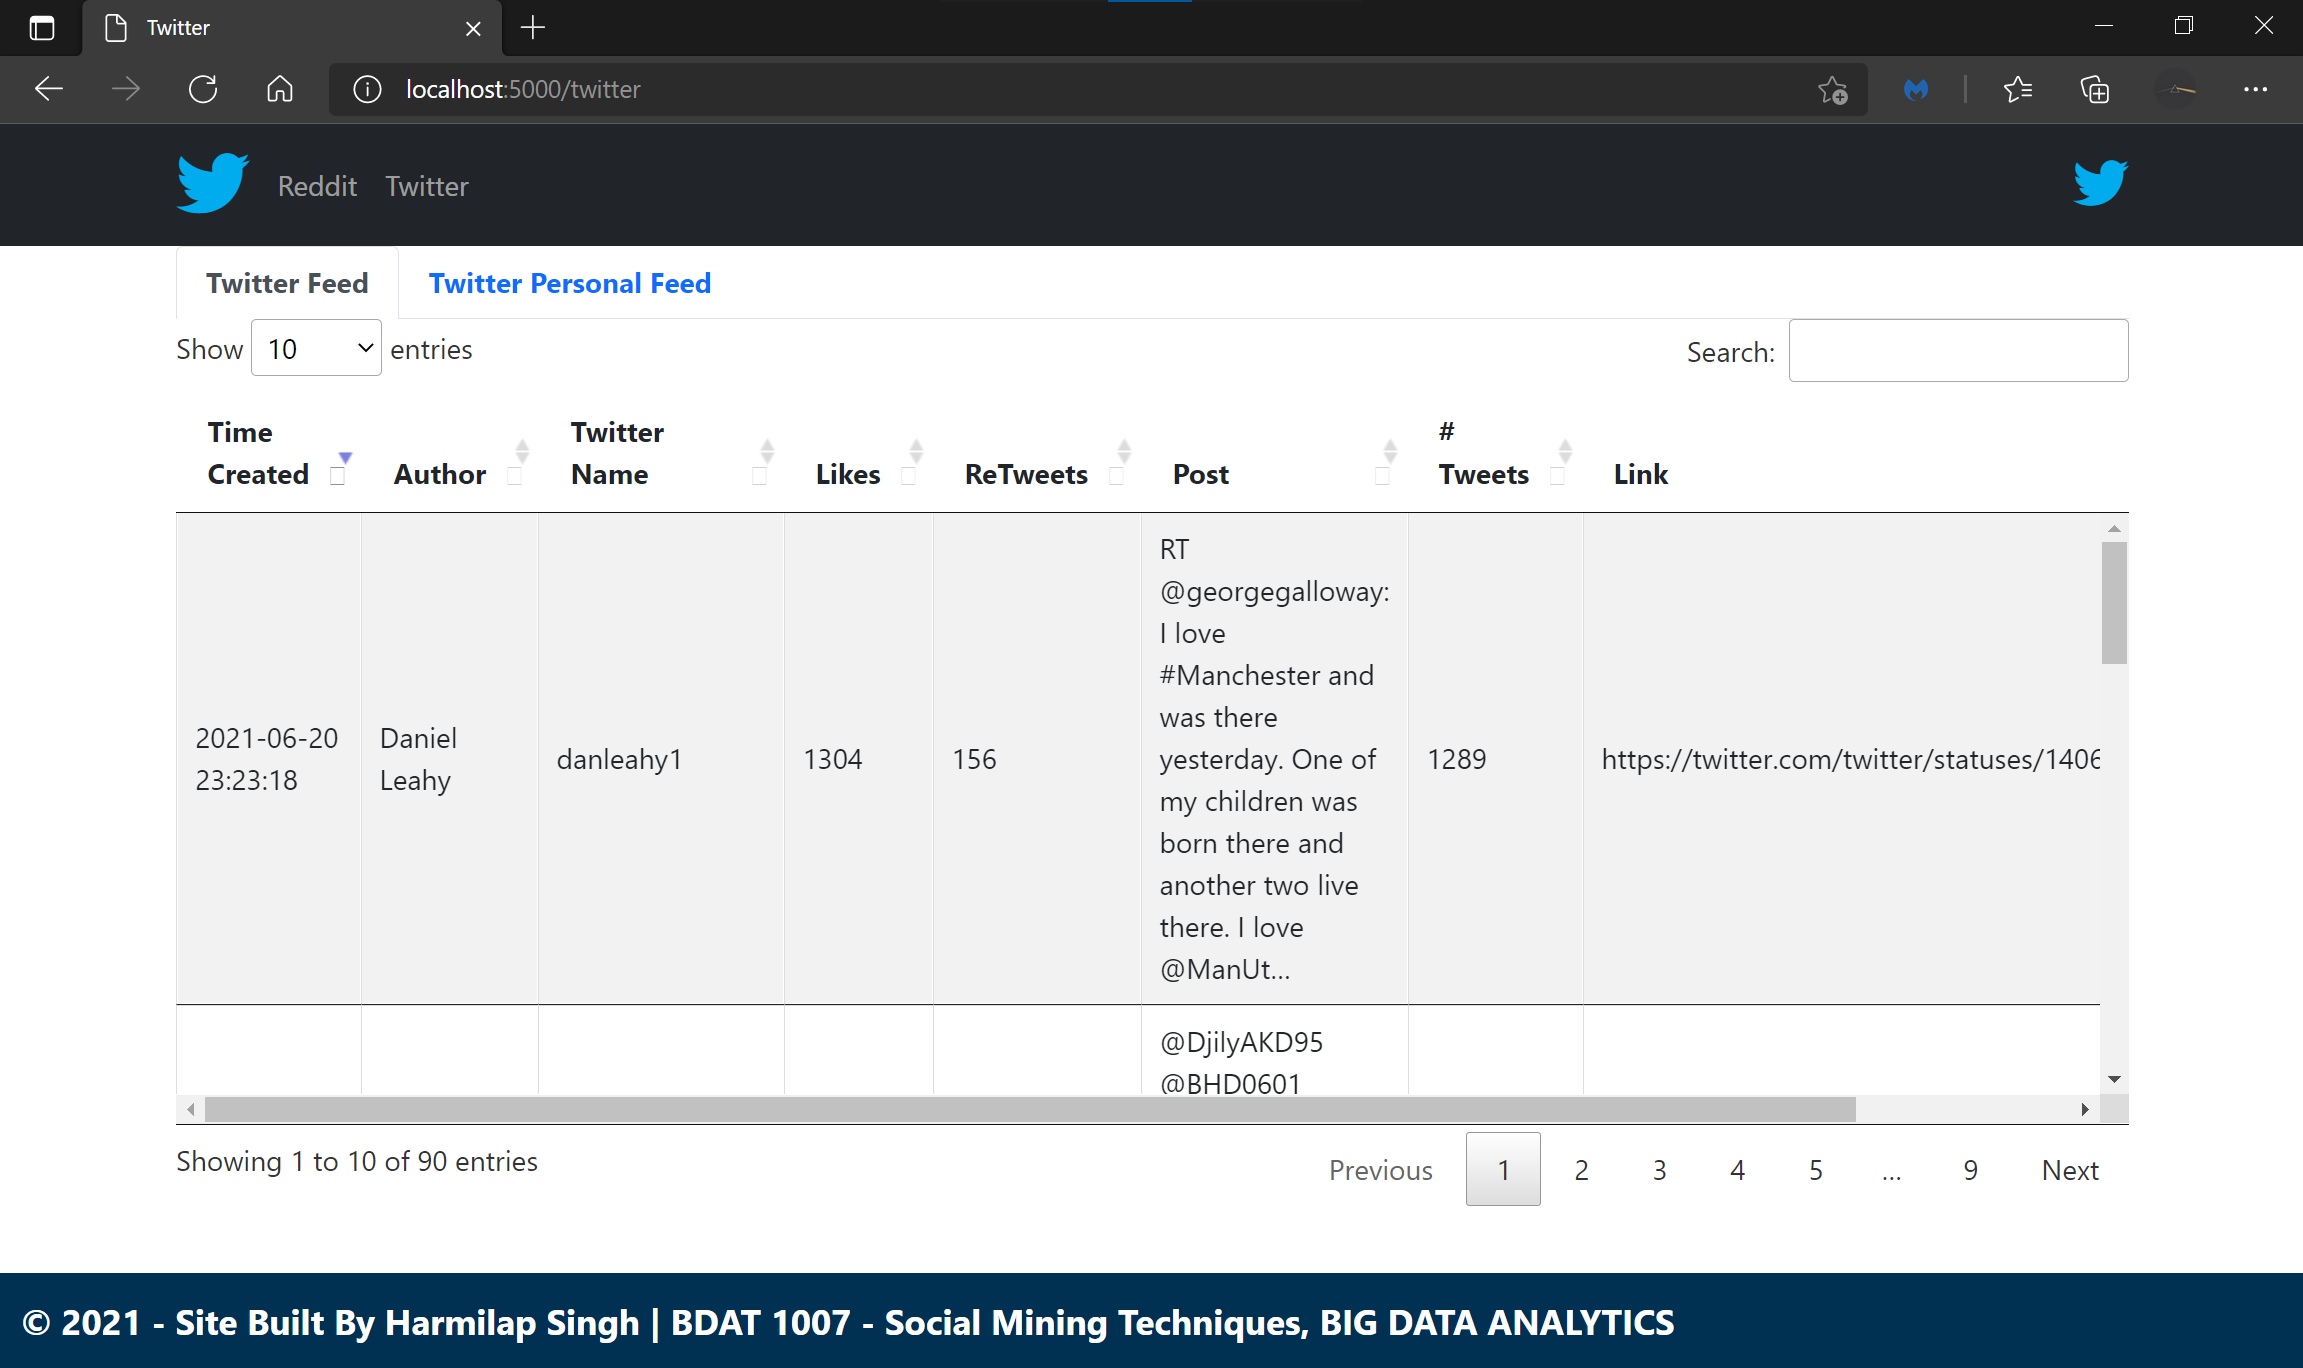 Twitter
localhost:5000/twitter
Reddit Twitter
Twitter Feed Twitter Personal Feed
Show 10 entries Search:
Time Created Author Twitter Name Likes ReTweets Post # Tweets Link
2021-06-20
23:23:18
Daniel
Leahy
danleahy1
1304
156
RT
@georgegalloway:
I love
#Manchester and
was there
yesterday. One of
my children was
born there and
another two live
there. I love
@ManUt...
1289
https://twitter.com/twitter/statuses/1406
@DjilyAKD95
@BHD0601
Showing 1 to 10 of 90 entries
Previous 1 2 3 4 5 ... 9 Next
© 2021 - Site Built By Harmilap Singh | BDAT 1007 - Social Mining Techniques, BIG DATA ANALYTICS